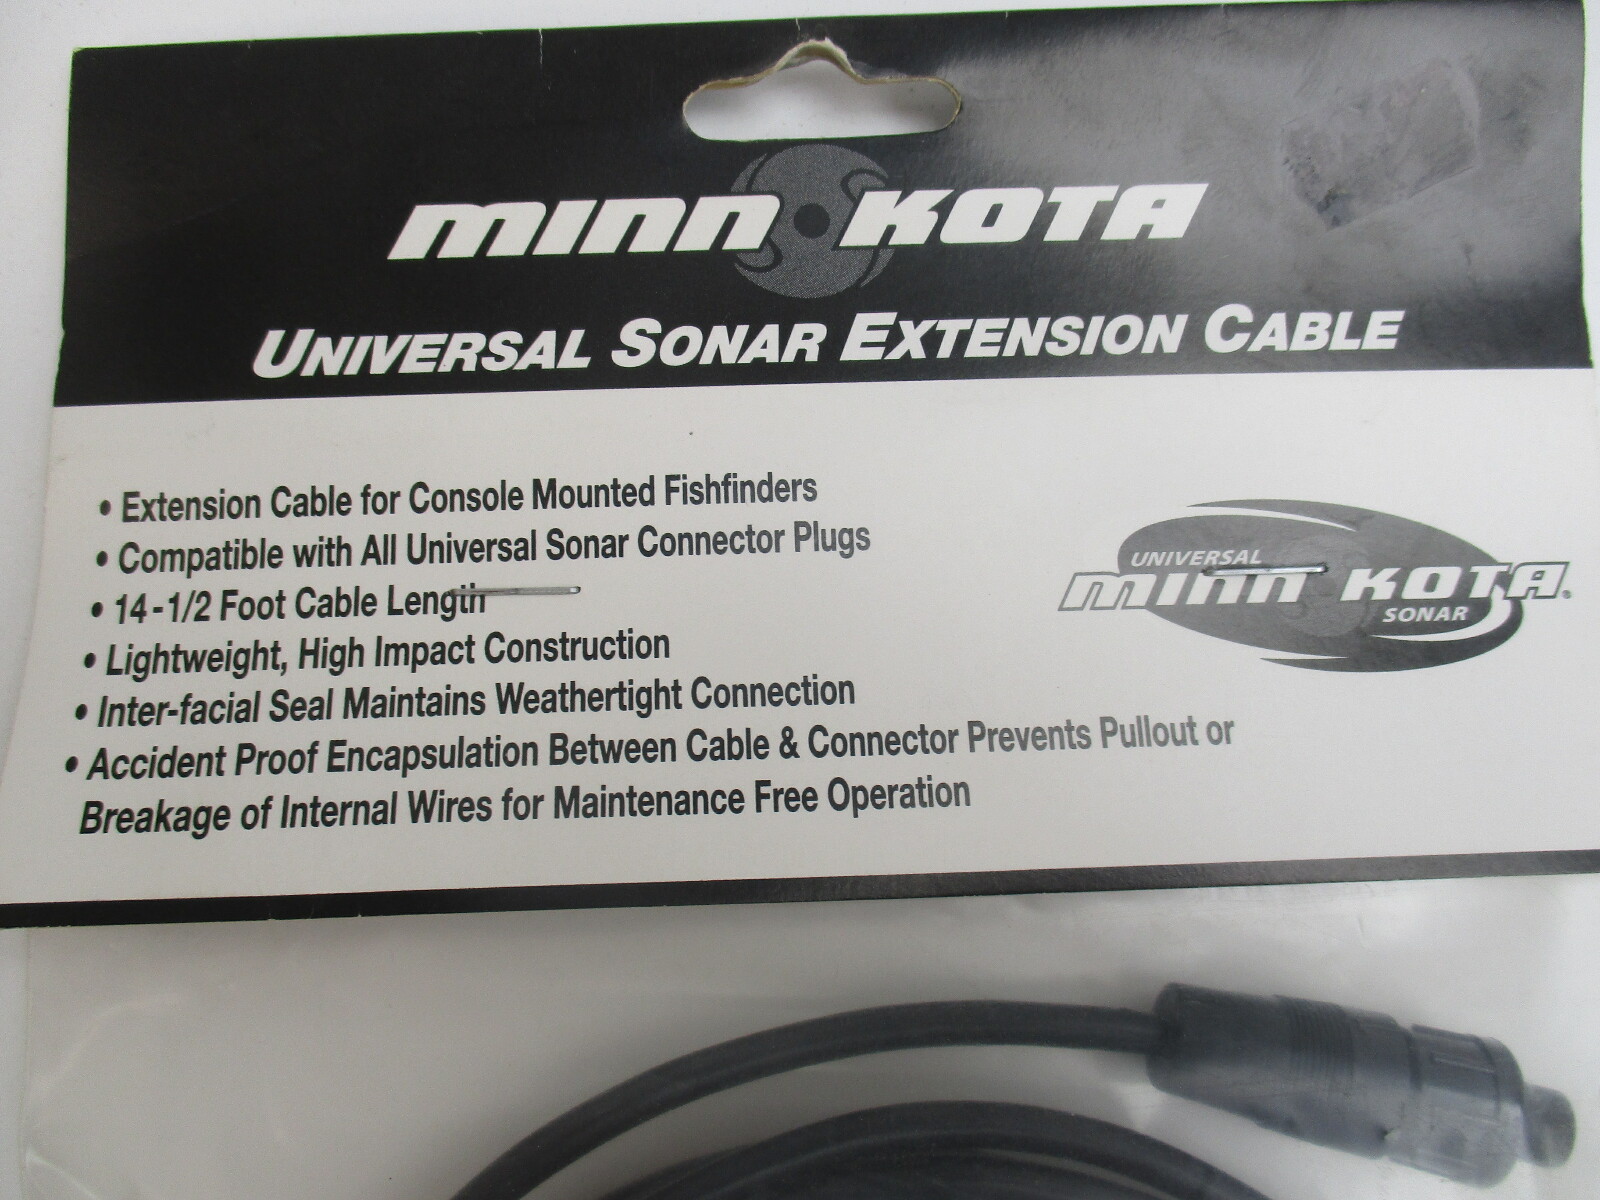 MINN KOTA
UNIVERSAL SONAR EXTENSION CABLE
• Extension Cable for Console Mounted Fishfinders
• Compatible with All Universal Sonar Connector Plugs
• 14-1/2 Foot Cable Length
• Lightweight, High Impact Construction
• Inter-facial Seal Maintains Weathertight Connection
• Accident Proof Encapsulation Between Cable & Connector Prevents Pullout or
Breakage of Internal Wires for Maintenance Free Operation
UNIVERSAL
MINN KOTA®
SONAR